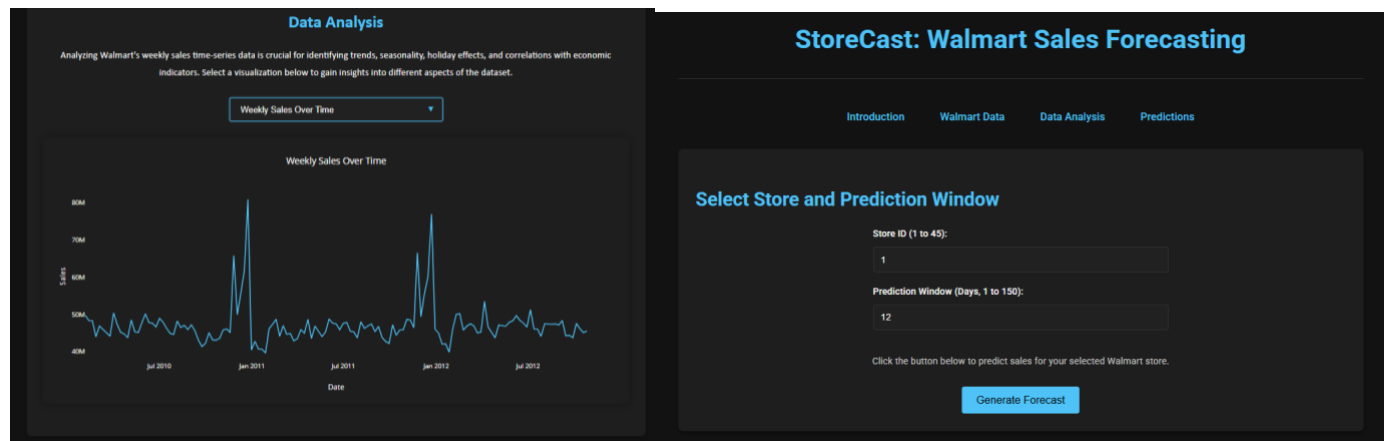 Data Analysis
Analyzing Walmart's weekly sales time-series data is crucial for identifying trends, seasonality, holiday effects, and correlations with economic
indicators. Select a visualization below to gain insights into different aspects of the dataset.
Weekly Sales Over Time
Weekly Sales Over Time
80M
70M
60M
50M
40M
Sales
Jul 2010
Jan 2011
Jul 2011
Jan 2012
Jul 2012
Date
StoreCast: Walmart Sales Forecasting
Introduction
Walmart Data
Data Analysis
Predictions
Select Store and Prediction Window
Store ID (1 to 45):
1
Prediction Window (Days, 1 to 150):
12
Click the button below to predict sales for your selected Walmart store.
Generate Forecast